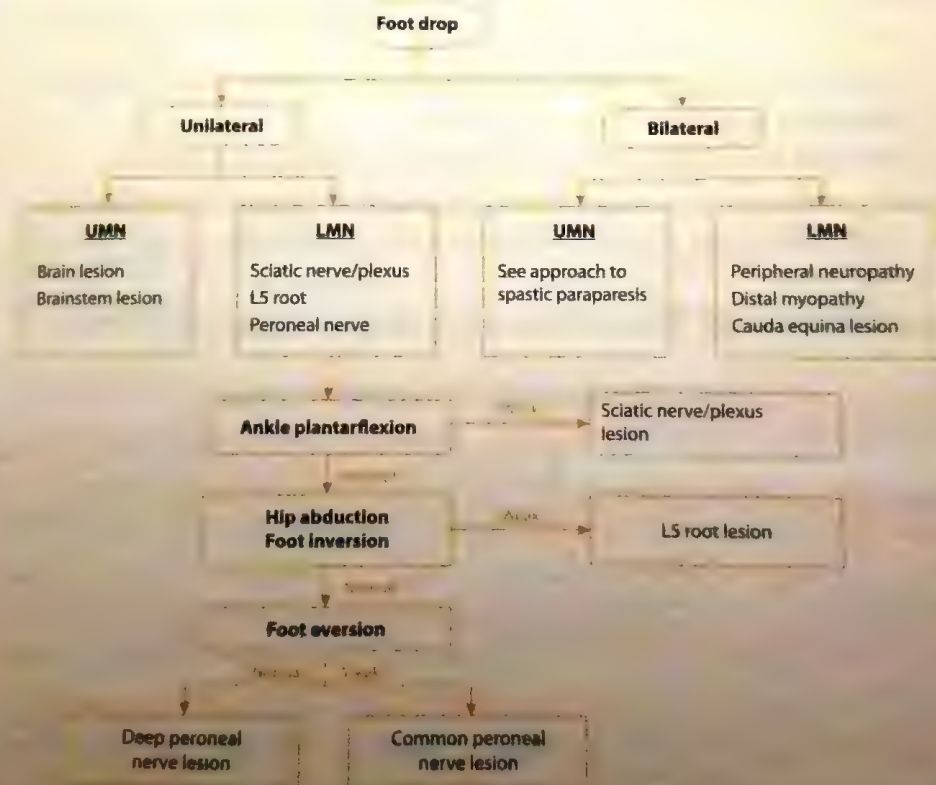 Foot drop
Unilateral
Bilateral
UMN
Brain lesion
Brainstem lesion
LMN
Sciatic nerve/plexus
L5 root
Peroneal nerve
UMN
See approach to
spastic paraparesis
LMN
Peripheral neuropathy
Distal myopathy
Cauda equina lesion
Ankle plantarflexion
Sciatic nerve/plexus
lesion
Hip abduction
Foot inversion
L5 root lesion
Foot eversion
Deep peroneal
nerve lesion
Common peroneal
nerve lesion